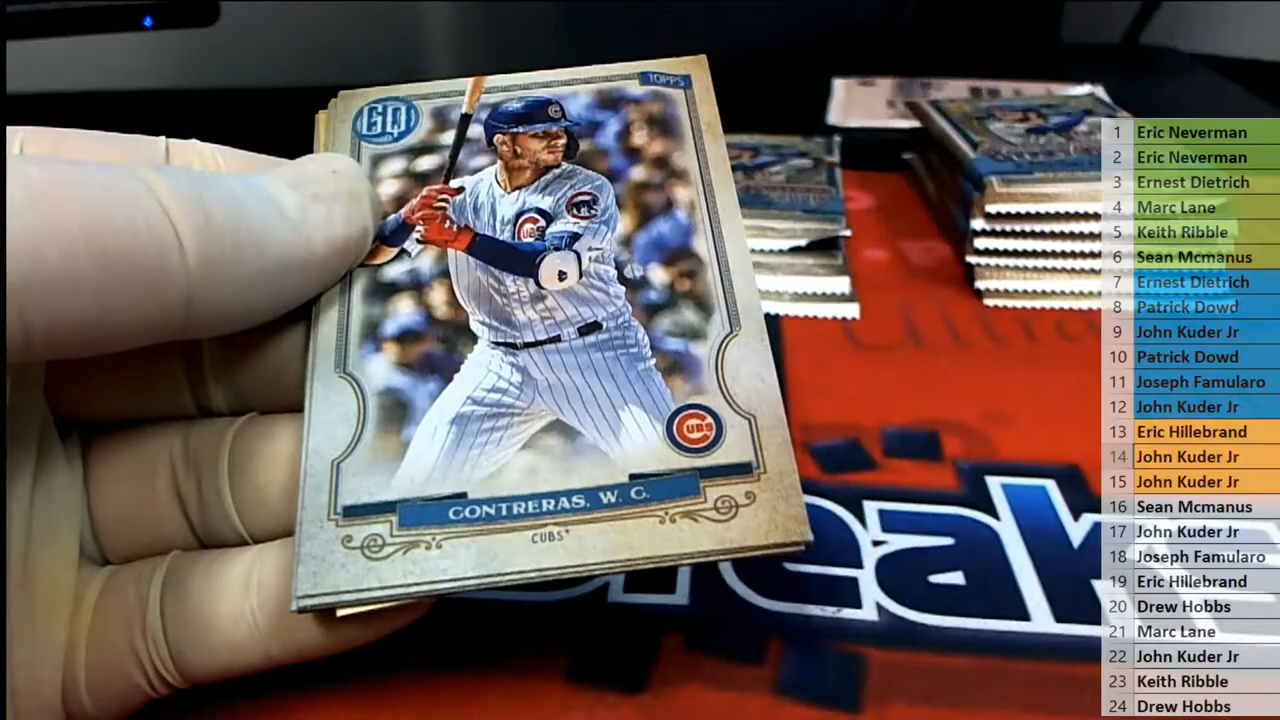 TOPPS
GQ
CUBS
CUBS
CONTRERAS, W. C.
CUBS
1 Eric Neverman
2 Eric Neverman
3 Ernest Dietrich
4 Marc Lane
5 Keith Ribble
6 Sean Mcmanus
7 Ernest Dietrich
8 Patrick Dowd
9 John Kuder Jr
10 Patrick Dowd
11 Joseph Famularo
12 John Kuder Jr
13 Eric Hillebrand
14 John Kuder Jr
15 John Kuder Jr
16 Sean Mcmanus
17 John Kuder Jr
18 Joseph Famularo
19 Eric Hillebrand
20 Drew Hobbs
21 Marc Lane
22 John Kuder Jr
23 Keith Ribble
24 Drew Hobbs